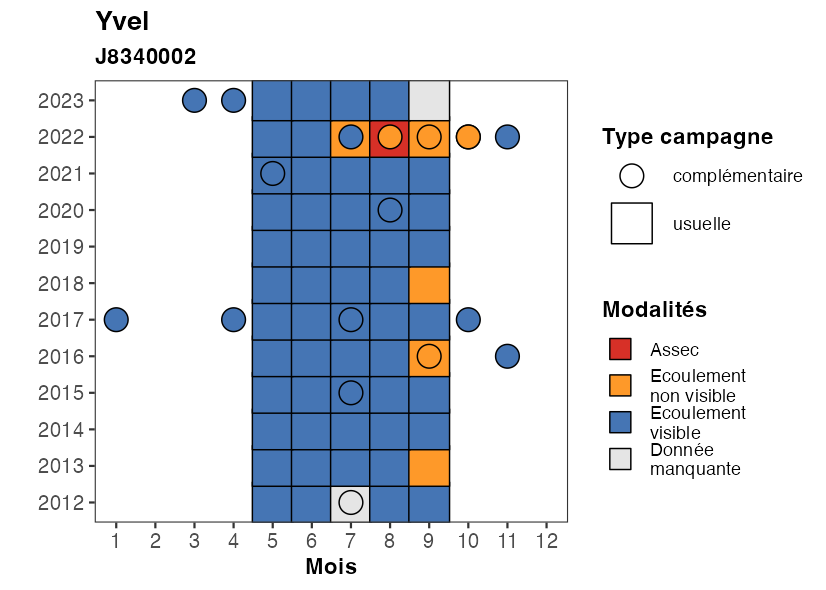 Yvel
J8340002
2023
2022
2021
2020
2019
2018
2017
2016
2015
2014
2013
2012
1 2 3 4 5 6 7 8 9 10 11 12
Mois
Type campagne
complémentaire
usuelle
Modalités
Assec
Ecoulement
non visible
Ecoulement
visible
Donnée
manquante